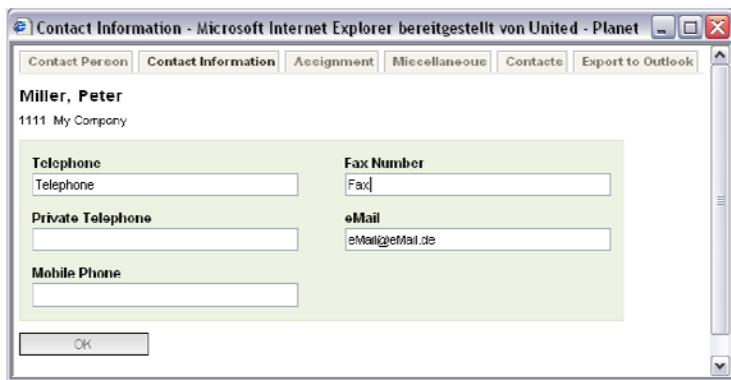 Contact Information - Microsoft Internet Explorer bereitgestellt von United - Planet
Contact Person Contact Information Assignment Miscellaneous Contacts Export to Outlook
Miller, Peter
1111 My Company
Telephone Fax Number
Telephone Fax
Private Telephone eMail
eMail@eMail.de
Mobile Phone
OK